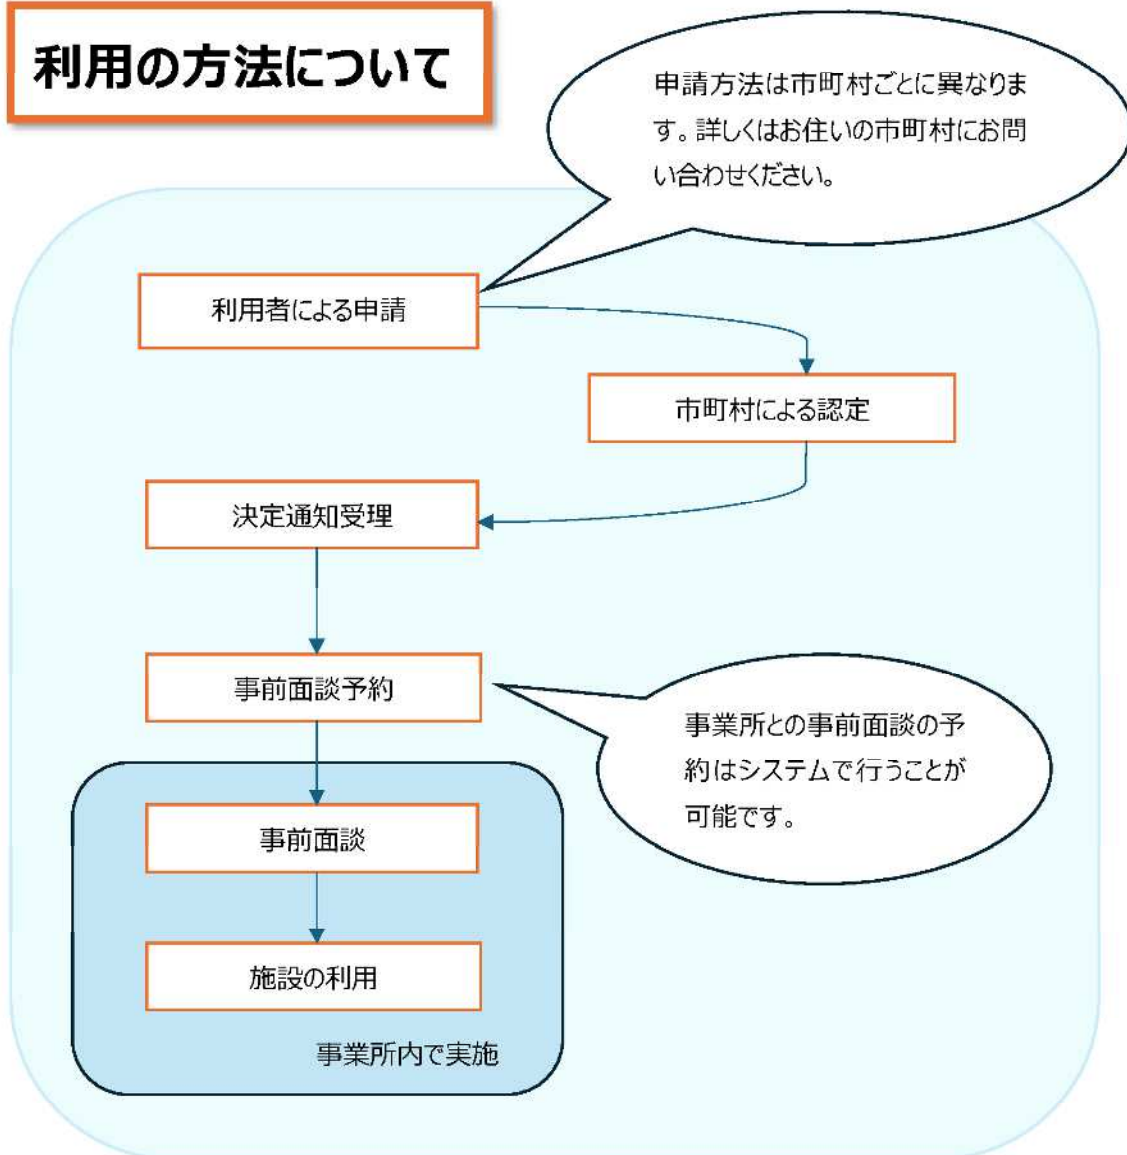 利用の方法について
申請方法は市町村ごとに異なりま
す。詳しくはお住いの市町村にお問
い合わせください。
利用者による申請
市町村による認定
決定通知受理
事前面談予約
事業所との事前面談の予
約はシステムで行うことが
可能です。
事前面談
施設の利用
事業所内で実施